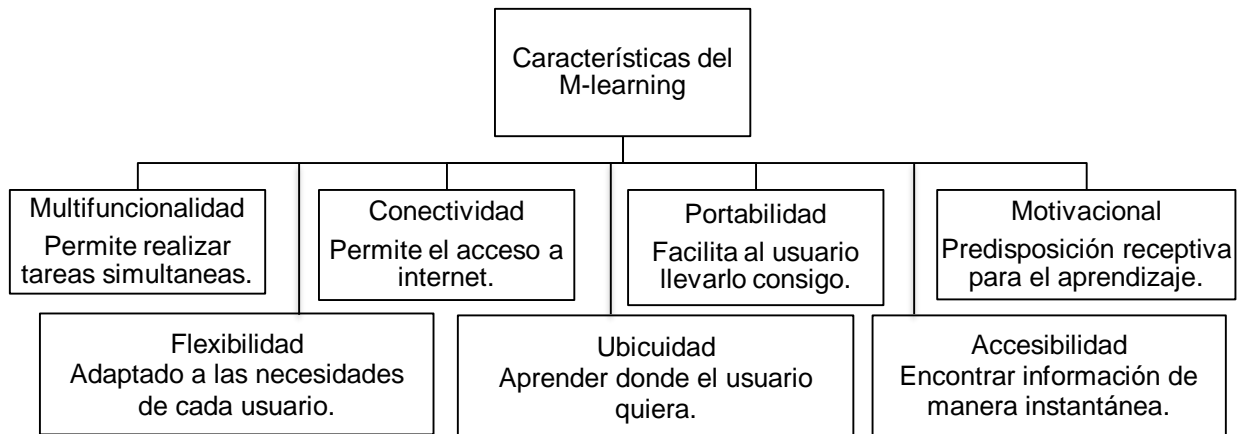 Características del
M-learning
Multifuncionalidad
Permite realizar
tareas simultaneas.
Conectividad
Permite el acceso a
internet.
Portabilidad
Facilita al usuario
llevarlo consigo.
Motivacional
Predisposición receptiva
para el aprendizaje.
Flexibilidad
Adaptado a las necesidades
de cada usuario.
Ubicuidad
Aprender donde el usuario
quiera.
Accesibilidad
Encontrar información de
manera instantánea.